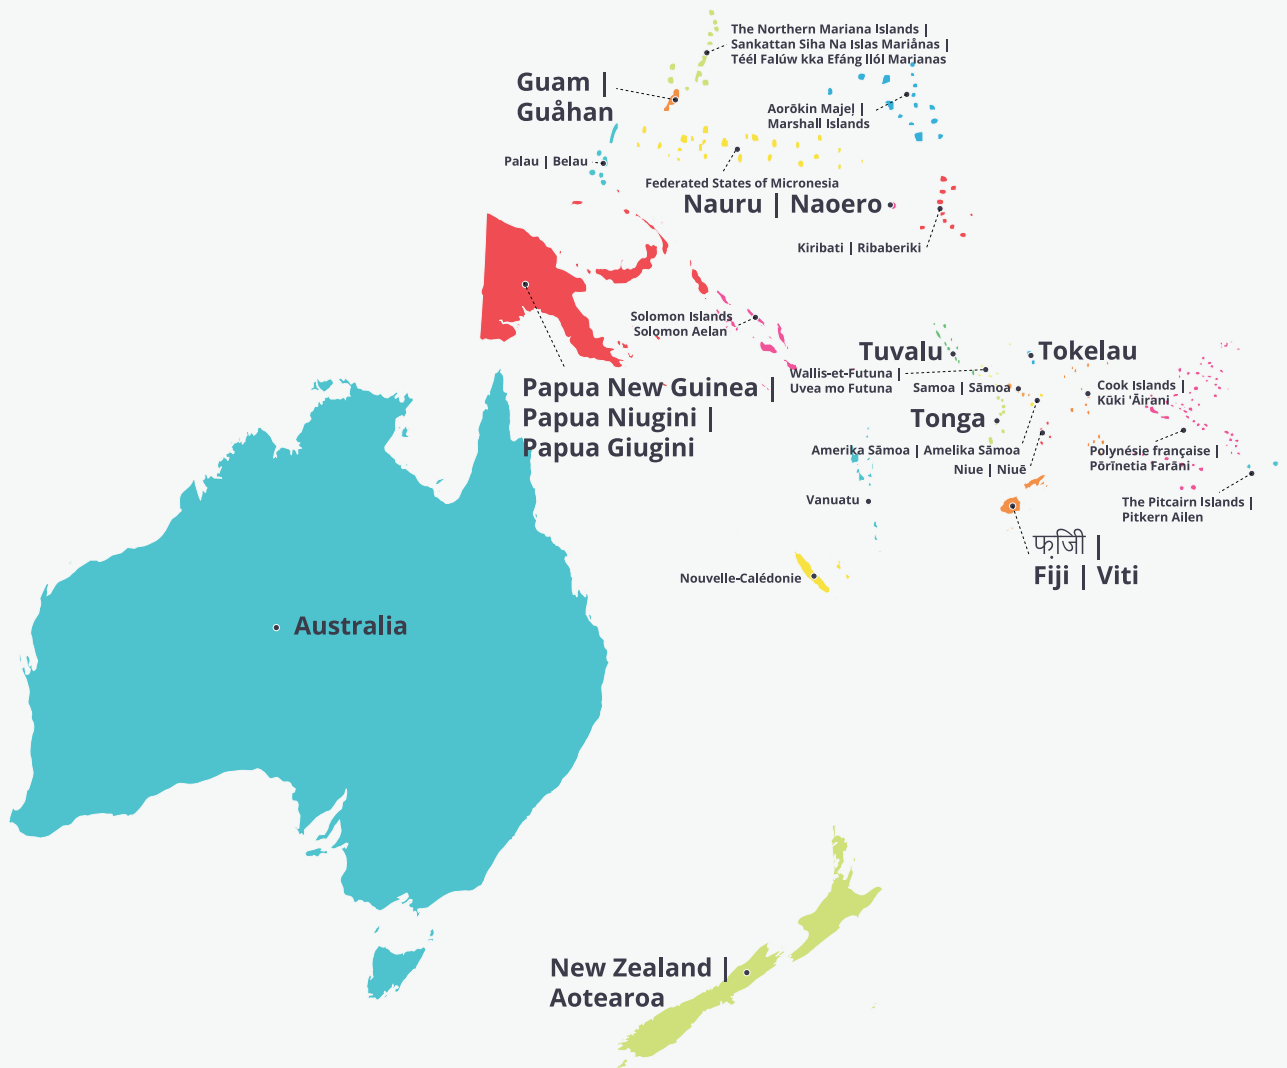 The Northern Mariana Islands |
Sankattan Siha Na Islas Mariånas |
Téél Falúw kka Efáng llól Marianas
Guam |
Guåhan
Aorōkin Majeḷ |
Marshall Islands
Palau | Belau
Federated States of Micronesia
Nauru | Naoero
Kiribati | Ribaberiki
Solomon Islands
Solomon Aelan
Tuvalu
Tokelau
Wallis-et-Futuna |
Uvea mo Futuna
Samoa | Sāmoa
Cook Islands |
Kūki 'Āirani
Papua New Guinea |
Papua Niugini |
Papua Giugini
Tonga
Amerika Sāmoa | Amelika Sāmoa
Niue | Niuē
Polynésie française |
Pōrīnetia Farāni
Vanuatu
The Pitcairn Islands |
Pitkern Ailen
फ़िजी |
Fiji | Viti
Nouvelle-Calédonie
Australia
New Zealand |
Aotearoa